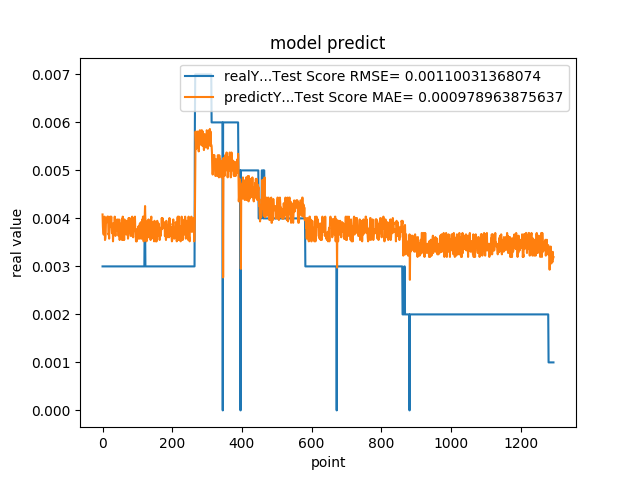 model predict
realY...Test Score RMSE= 0.00110031368074
predictY...Test Score MAE= 0.000978963875637
0.007
0.006
0.005
0.004
0.003
0.002
0.001
0.000
real value
0 200 400 600 800 1000 1200
point